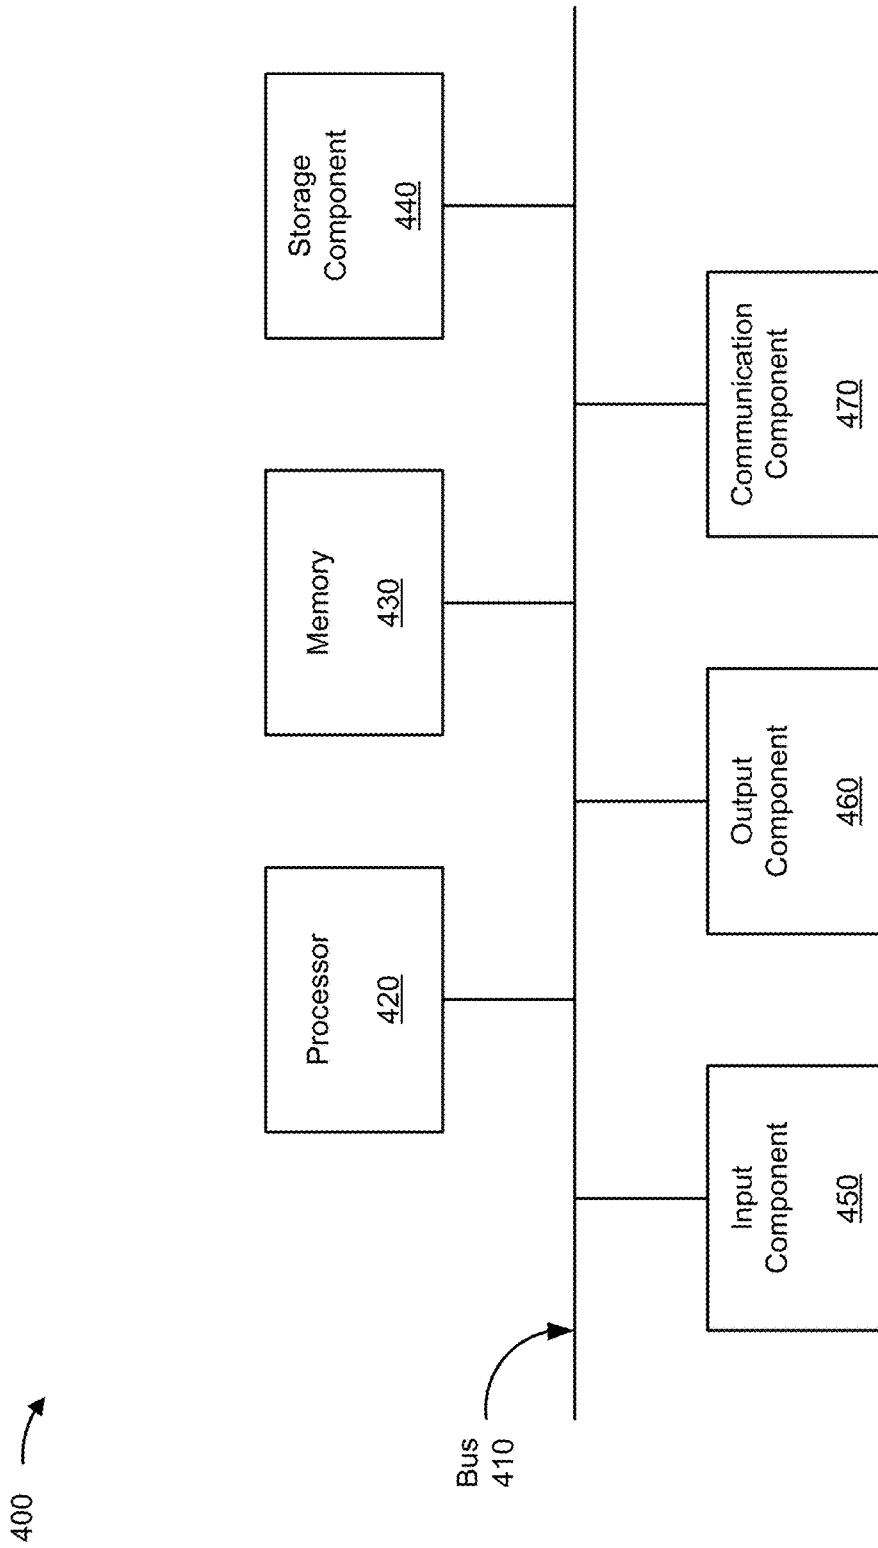 400
Processor
420
Memory
430
Storage
Component
440
Bus
410
Input
Component
450
Output
Component
460
Communication
Component
470